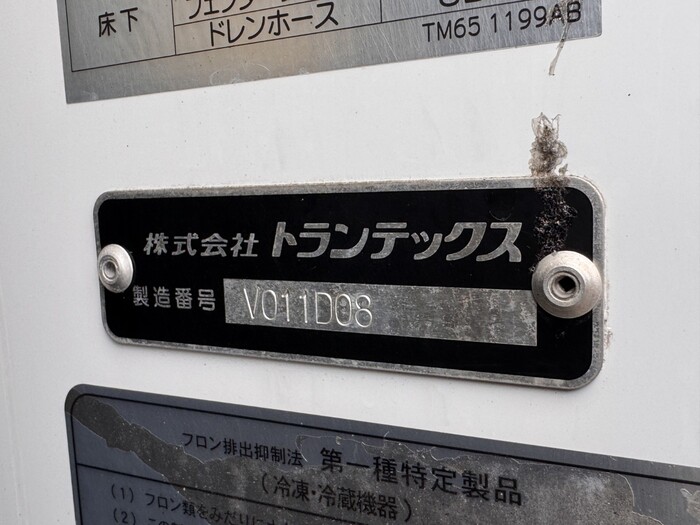 床下
ドレンホース
TM65 1199AB
株式会社 トランテックス
製造番号 V011D08
フロン排出抑制法 第一種特定製品
(冷凍・冷蔵機器)
(1) フロン類をみだりに
(2) この